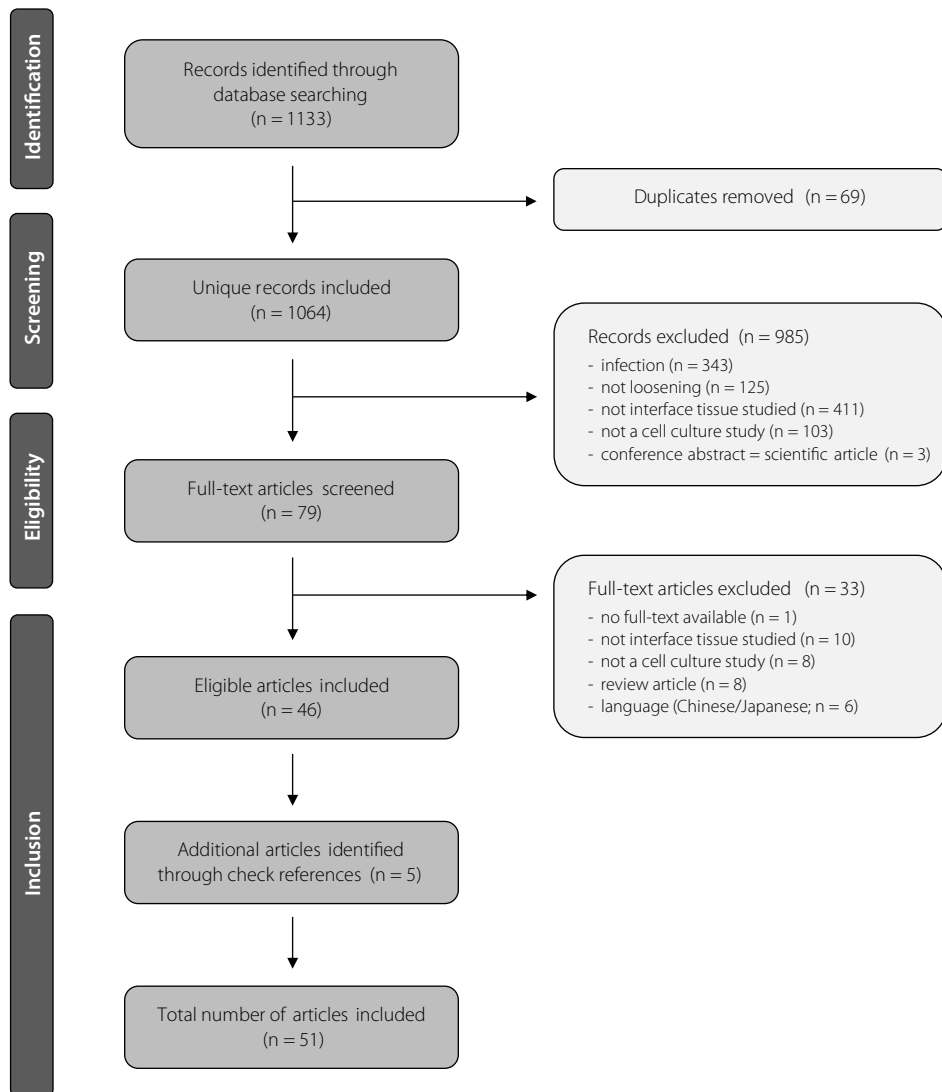 Identification
Records identified through
database searching
(n = 1133)
Duplicates removed (n = 69)
Screening
Unique records included
(n = 1064)
Records excluded (n = 985)
- infection (n = 343)
- not loosening (n = 125)
- not interface tissue studied (n = 411)
- not a cell culture study (n = 103)
- conference abstract = scientific article (n = 3)
Eligibility
Full-text articles screened
(n = 79)
Full-text articles excluded (n = 33)
- no full-text available (n = 1)
- not interface tissue studied (n = 10)
- not a cell culture study (n = 8)
- review article (n = 8)
- language (Chinese/Japanese; n = 6)
Inclusion
Eligible articles included
(n = 46)
Additional articles identified
through check references (n = 5)
Total number of articles included
(n = 51)